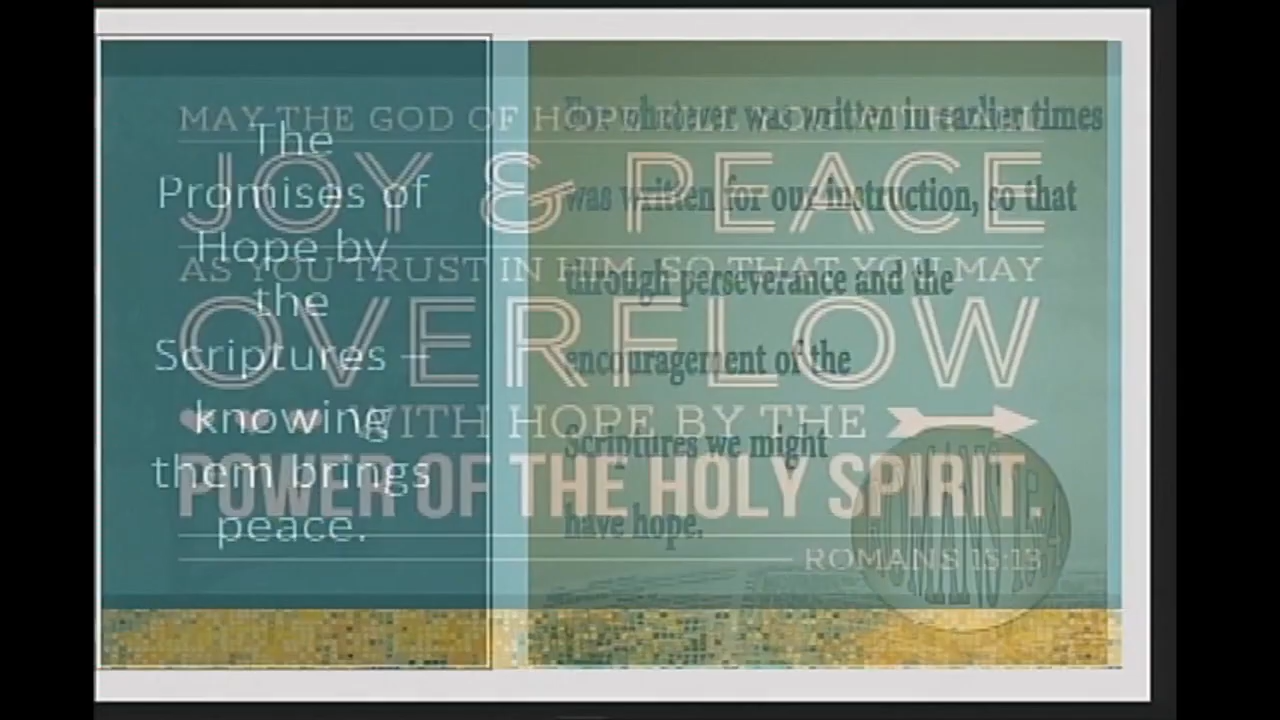 The
Promises of
Hope by
the
Scriptures –
knowing
them brings
peace.
For whatever was written in earlier times
was written for our instruction, so that
through perseverance and the
encouragement of the
Scriptures we might
have hope.
ROMANS 15:4
MAY THE GOD OF HOPE FILL YOU WITH ALL
JOY & PEACE
AS YOU TRUST IN HIM, SO THAT YOU MAY
OVERFLOW
WITH HOPE BY THE
POWER OF THE HOLY SPIRIT.
ROMANS 15:13